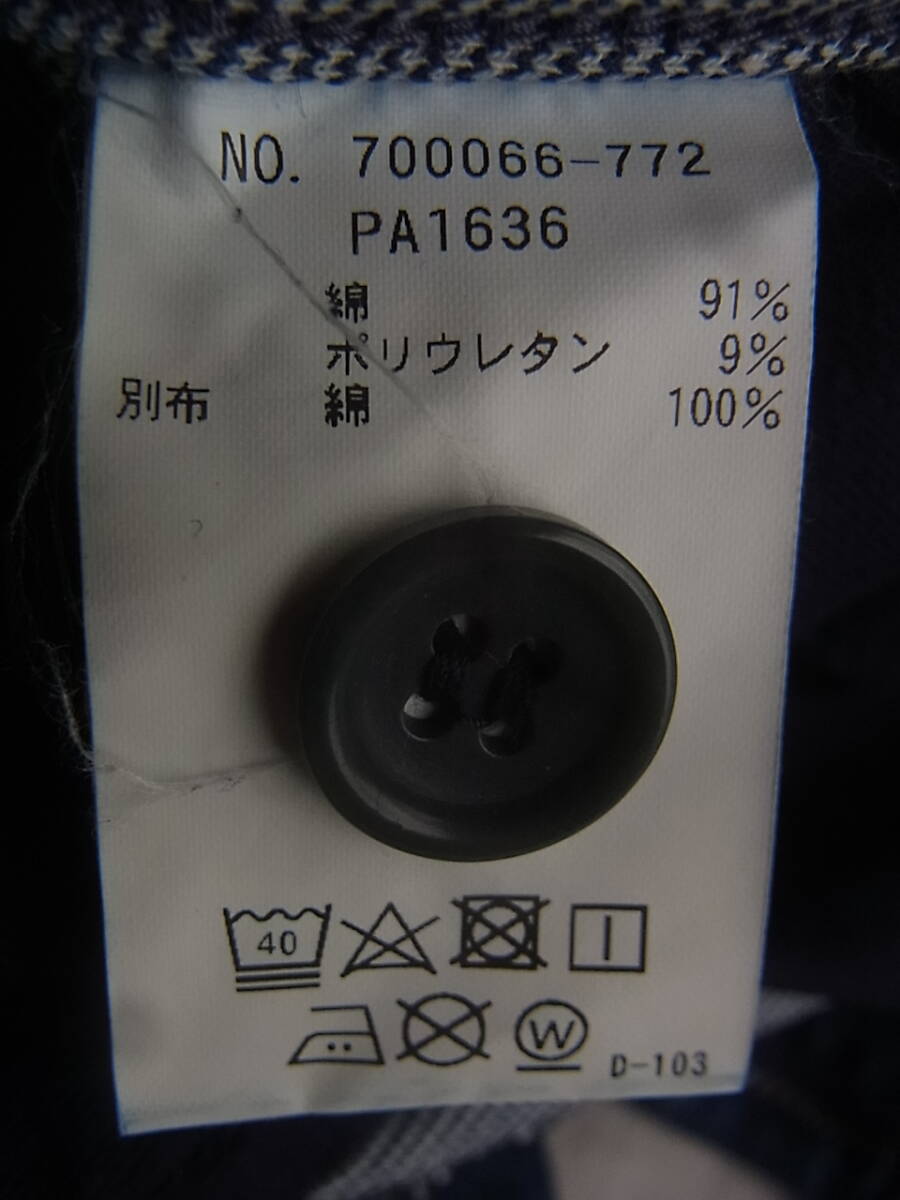 NO. 700066-772
PA1636
綿 91%
ポリウレタン 9%
別布 綿 100%
40
W
D-103